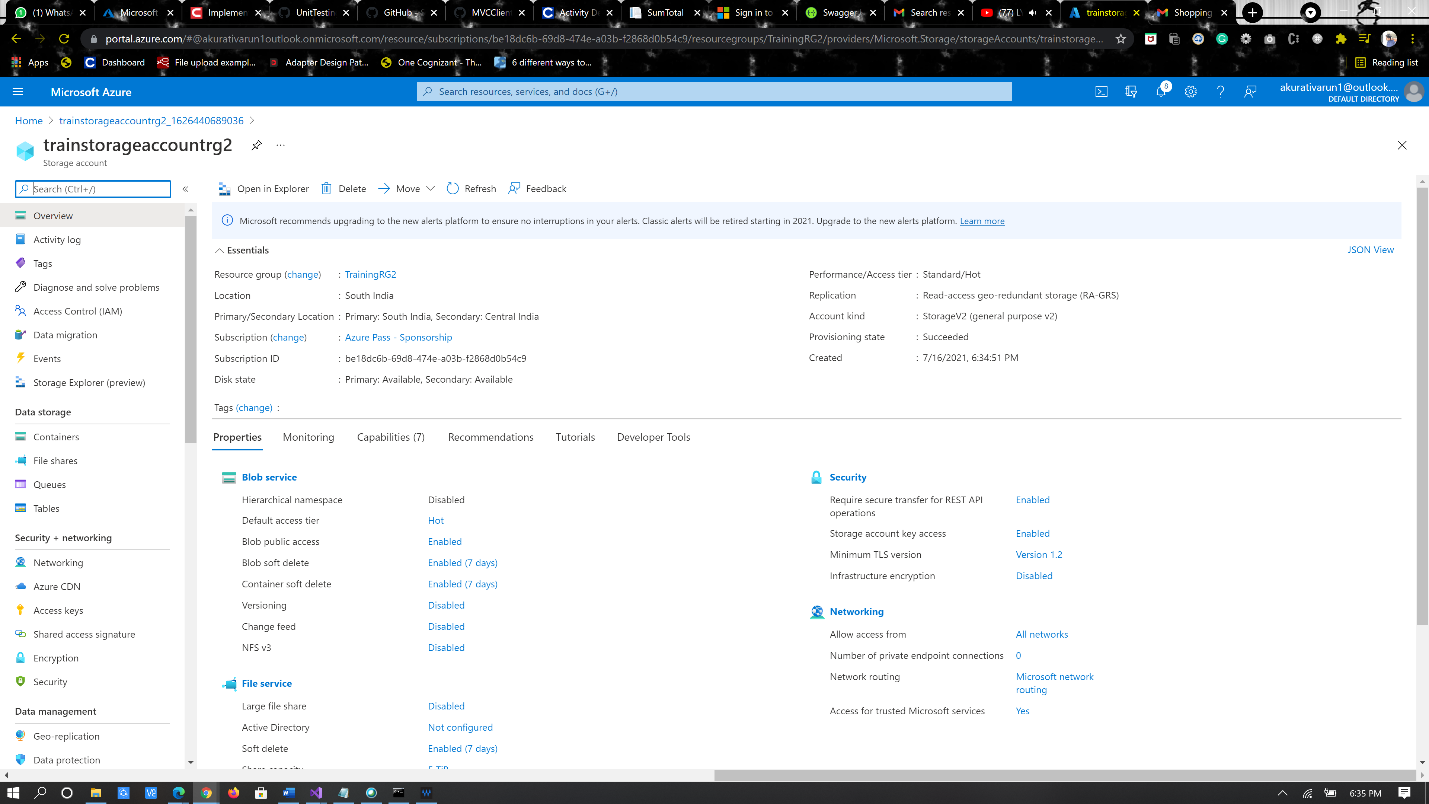 (1) Whats
Microsoft
Implemen
UnitTestin
GitHub -
MVCClient
Activity De
SumTotal
Sign in to
Swagger
Search res
(77) L
trainstorag
Shopping
portal.azure.com/#@akurativarun1outlook.onmicrosoft.com/resource/subscriptions/be18dc6b-69d8-474e-a03b-f2868d0b54c9/resourcegroups/TrainingRG2/providers/Microsoft.Storage/storageAccounts/trainstorage...
Apps
Dashboard
File upload exampl...
Adapter Design Pat...
One Cognizant - Th...
6 different ways to...
Reading list
Microsoft Azure
Search resources, services, and docs (G+/)
8
akurativarun1@outlook....
DEFAULT DIRECTORY
Home > trainstorageaccountrg2_1626440689036 >
trainstorageaccountrg2
...
Storage account
Search (Ctrl+/)
«
Overview
Activity log
Tags
Diagnose and solve problems
Access Control (IAM)
Data migration
Events
Storage Explorer (preview)
Data storage
Containers
File shares
Queues
Tables
Security + networking
Networking
Azure CDN
Access keys
Shared access signature
Encryption
Security
Data management
Geo-replication
Data protection
Open in Explorer
Delete
Move
Refresh
Feedback
Microsoft recommends upgrading to the new alerts platform to ensure no interruptions in your alerts. Classic alerts will be retired starting in 2021. Upgrade to the new alerts platform. Learn more
Essentials
JSON View
Resource group (change) : TrainingRG2
Location : South India
Primary/Secondary Location : Primary: South India, Secondary: Central India
Subscription (change) : Azure Pass - Sponsorship
Subscription ID : be18dc6b-69d8-474e-a03b-f2868d0b54c9
Disk state : Primary: Available, Secondary: Available
Performance/Access tier : Standard/Hot
Replication : Read-access geo-redundant storage (RA-GRS)
Account kind : StorageV2 (general purpose v2)
Provisioning state : Succeeded
Created : 7/16/2021, 6:34:51 PM
Tags (change) :
Properties
Monitoring
Capabilities (7)
Recommendations
Tutorials
Developer Tools
Blob service
Hierarchical namespace Disabled
Default access tier Hot
Blob public access Enabled
Blob soft delete Enabled (7 days)
Container soft delete Enabled (7 days)
Versioning Disabled
Change feed Disabled
NFS v3 Disabled
File service
Large file share Disabled
Active Directory Not configured
Soft delete Enabled (7 days)
Share capacity 5 TiB
Security
Require secure transfer for REST API operations Enabled
Storage account key access Enabled
Minimum TLS version Version 1.2
Infrastructure encryption Disabled
Networking
Allow access from All networks
Number of private endpoint connections 0
Network routing Microsoft network
routing
Access for trusted Microsoft services Yes
6:35 PM